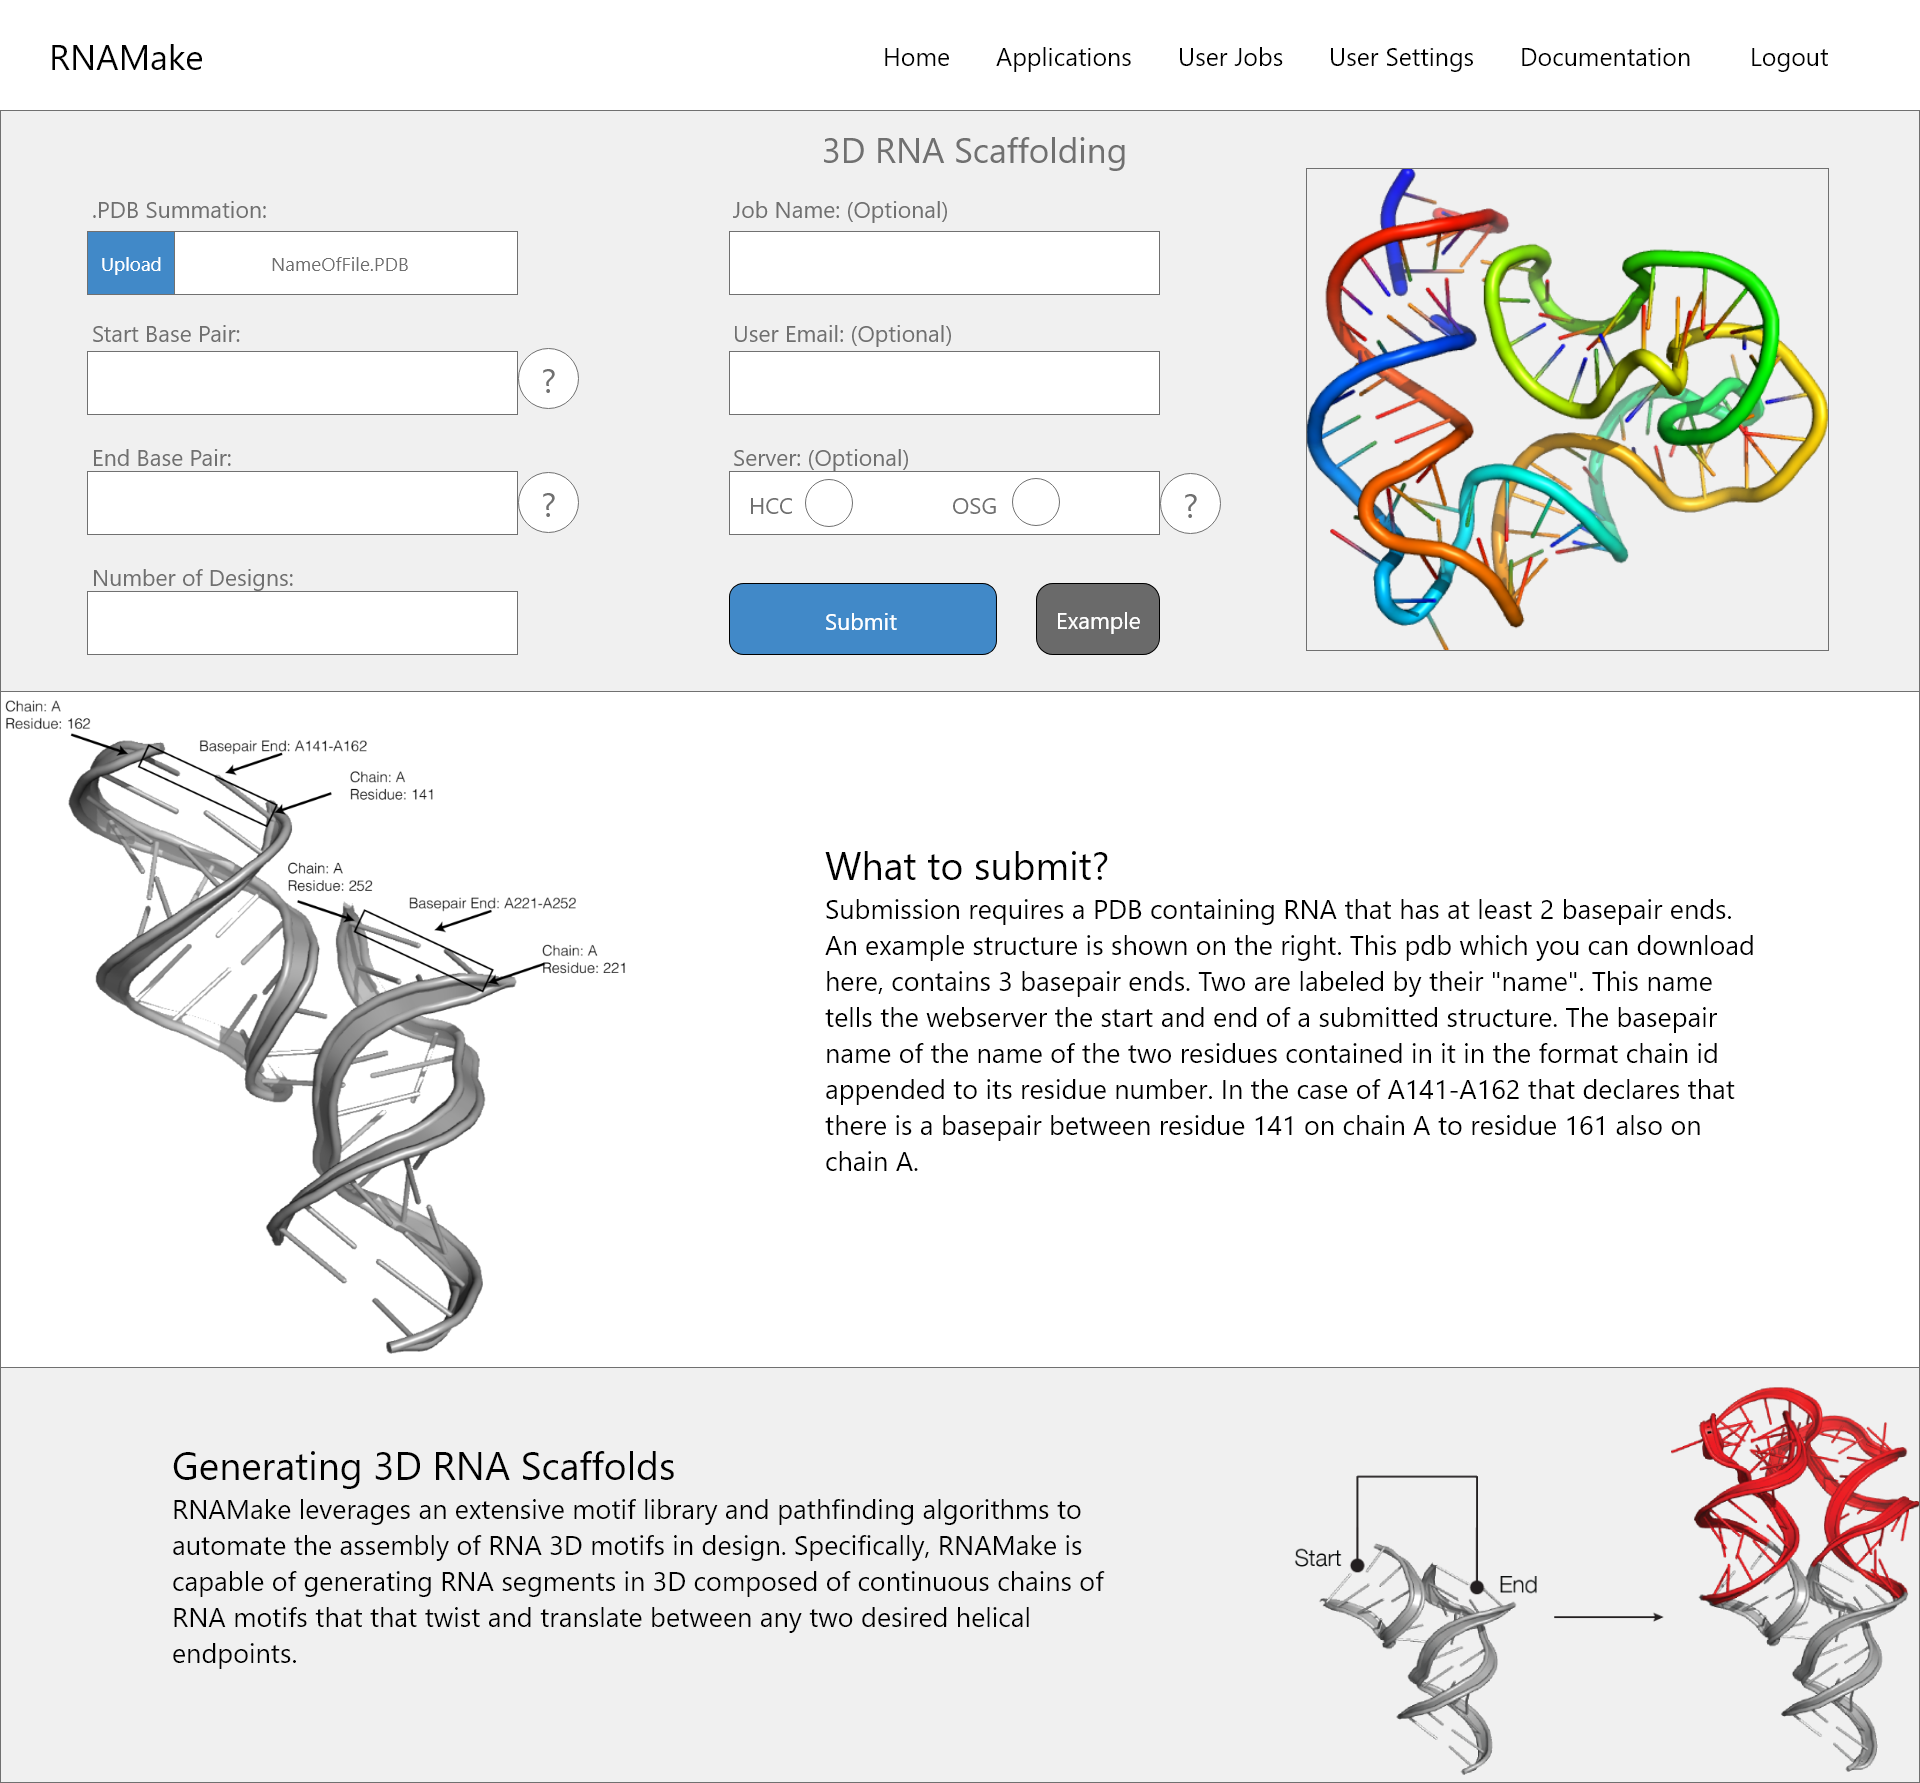 RNAMake
Home Applications User Jobs User Settings Documentation Logout
3D RNA Scaffolding
.PDB Summation:
Upload NameOfFile.PDB
Start Base Pair:
?
End Base Pair:
?
Number of Designs:
Job Name: (Optional)
User Email: (Optional)
Server: (Optional)
HCC OSG ?
Submit Example
Chain: A
Residue: 162
Basepair End: A141-A162
Chain: A
Residue: 141
Chain: A
Residue: 252
Basepair End: A221-A252
Chain: A
Residue: 221
What to submit?
Submission requires a PDB containing RNA that has at least 2 basepair ends.
An example structure is shown on the right. This pdb which you can download
here, contains 3 basepair ends. Two are labeled by their "name". This name
tells the webserver the start and end of a submitted structure. The basepair
name of the name of the two residues contained in it in the format chain id
appended to its residue number. In the case of A141-A162 that declares that
there is a basepair between residue 141 on chain A to residue 161 also on
chain A.
Generating 3D RNA Scaffolds
RNAMake leverages an extensive motif library and pathfinding algorithms to
automate the assembly of RNA 3D motifs in design. Specifically, RNAMake is
capable of generating RNA segments in 3D composed of continuous chains of
RNA motifs that that twist and translate between any two desired helical
endpoints.
Start
End